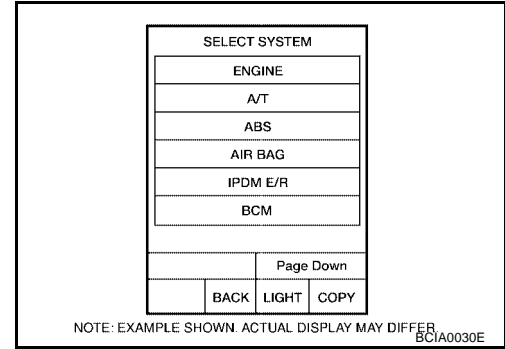 SELECT SYSTEM
ENGINE
A/T
ABS
AIR BAG
IPDM E/R
BCM
Page Down
BACK LIGHT COPY
NOTE: EXAMPLE SHOWN. ACTUAL DISPLAY MAY DIFFER.
BCIA0030E